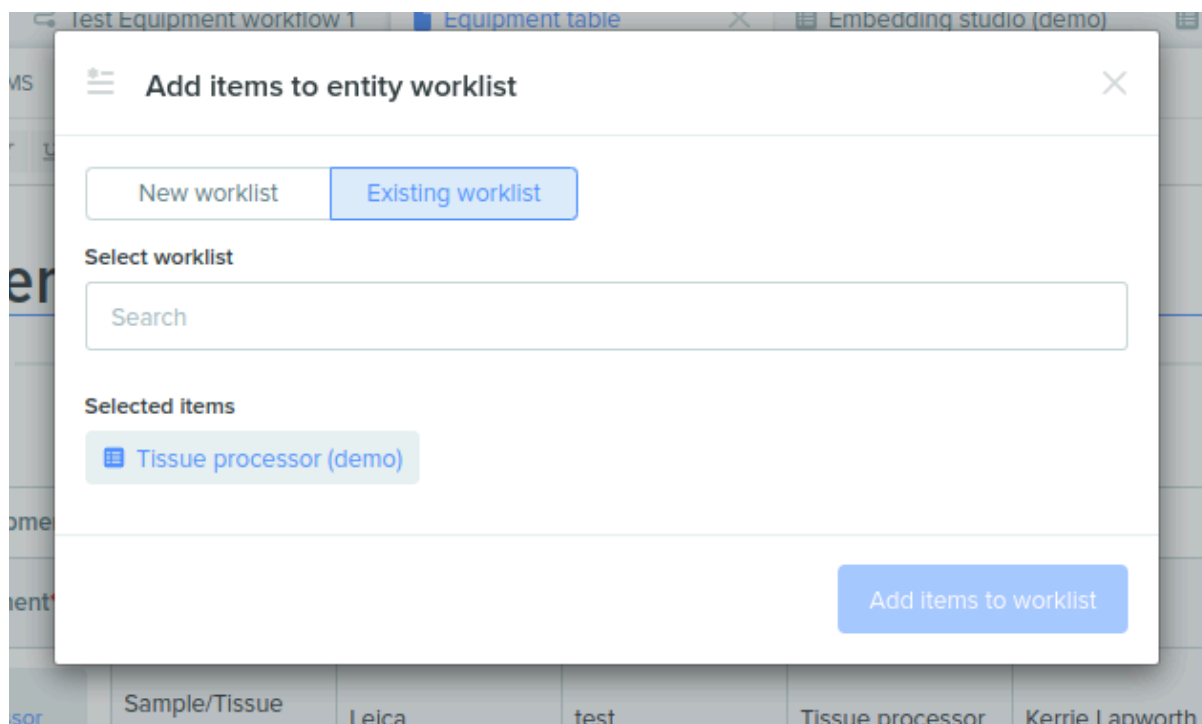 Test Equipment workflow 1
Equipment table
Embedding studio (demo)
MS
Add items to entity worklist
New worklist
Existing worklist
Select worklist
Search
Selected items
Tissue processor (demo)
Add items to worklist
Sample/Tissue
Leica
test
Tissue processor
Kerrie Lapworth